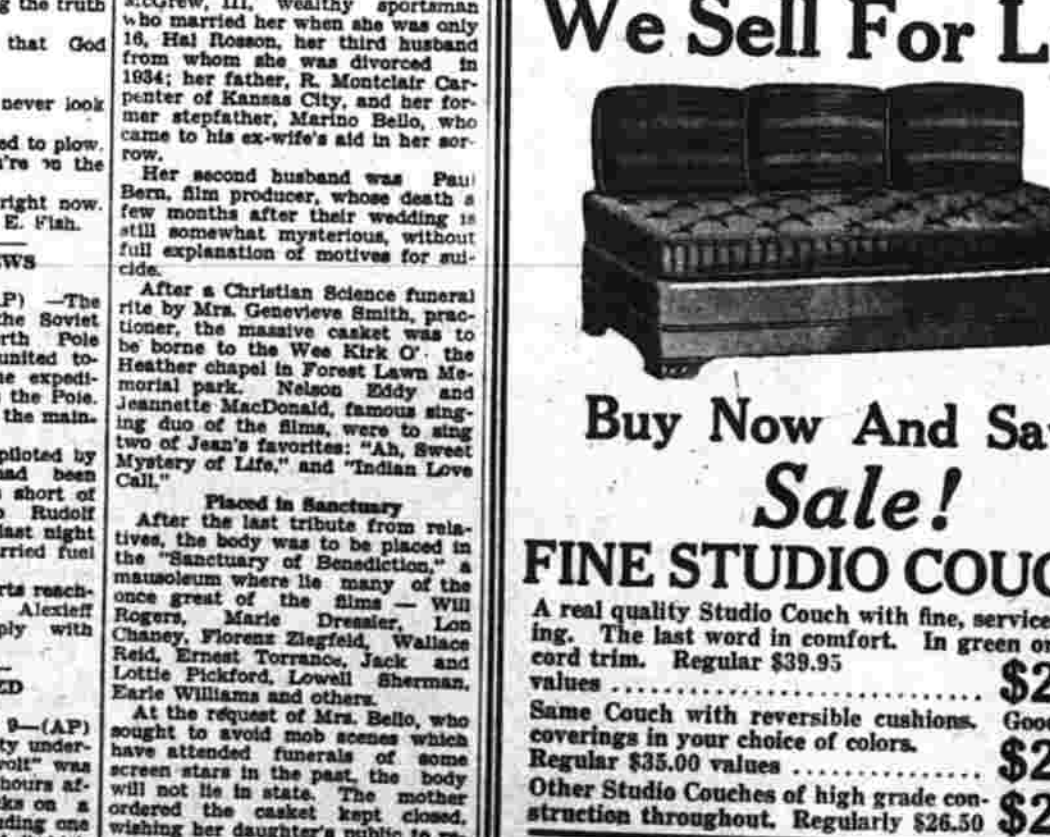 ng the truth
that God
never look
ed to plow.
right now.
E. Fish.
EWS
P) —The
the Soviet
rth Pole
united to-
ne expedi-
the Pole.
the main-
piloted by
had been
short of
Rudolf
last night
rried fuel
rts reach-
Alexieff
ply with
ED
9—(AP)
ty under-
volt" was
hours af-
cks on a
ding one
McGrew, III, wealthy sportsman
who married her when she was only
16, Hal Rosson, her third husband
from whom she was divorced in
1934; her father, R. Montclair Car-
penter of Kansas City, and her for-
mer stepfather, Marino Bello, who
came to his ex-wife's aid in her sor-
row.
Her second husband was Paul
Bern, film producer, whose death a
few months after their wedding is
still somewhat mysterious, without
full explanation of motives for sui-
cide.
After a Christian Science funeral
rite by Mrs. Genevieve Smith, prac-
tioner, the massive casket was to
be borne to the Wee Kirk O' the
Heather chapel in Forest Lawn Me-
morial park. Nelson Eddy and
Jeannette MacDonald, famous sing-
ing duo of the films, were to sing
two of Jean's favorites: "Ah, Sweet
Mystery of Life," and "Indian Love
Call."
Placed in Sanctuary
After the last tribute from rela-
tives, the body was to be placed in
the "Sanctuary of Benediction," a
mausoleum where lie many of the
once great of the films — Will
Rogers, Marie Dressler, Lon
Chaney, Florenz Ziegfeld, Wallace
Reid, Ernest Torrance, Jack and
Lottie Pickford, Lowell Sherman,
Earle Williams and others.
At the request of Mrs. Bello, who
sought to avoid mob scenes which
have attended funerals of some
screen stars in the past, the body
will not lie in state. The mother
ordered the casket kept closed,
wishing her daughter's public to re-
We Sell For L
Buy Now And Sa
Sale!
FINE STUDIO COUC
A real quality Studio Couch with fine, service
ing. The last word in comfort. In green or
cord trim. Regular $39.95
values .......... $2
Same Couch with reversible cushions. Good
coverings in your choice of colors.
Regular $35.00 values .......... $2
Other Studio Couches of high grade con-
struction throughout. Regularly $26.50 $2